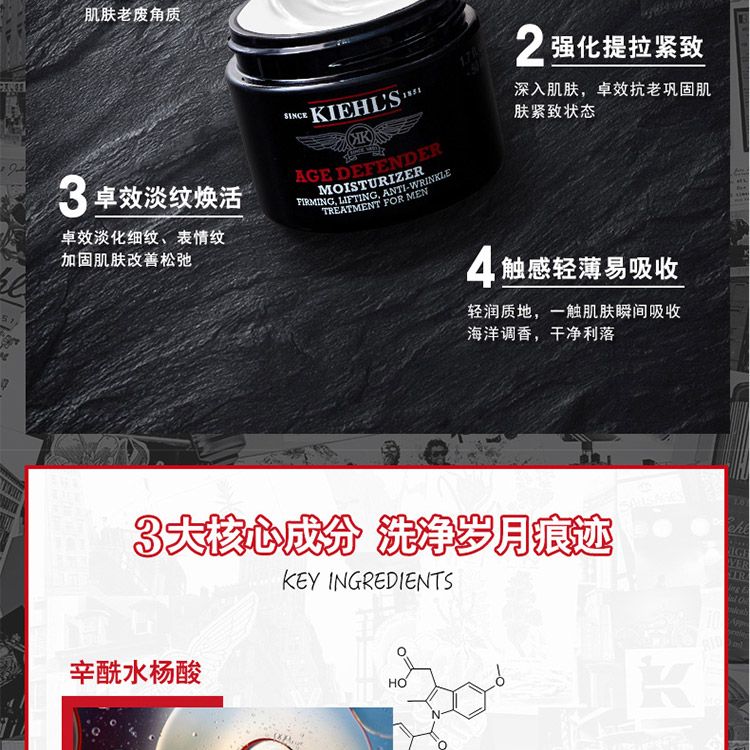 肌肤老废角质
2 强化提拉紧致
深入肌肤，卓效抗老巩固肌
肤紧致状态
SINCE KIEHL'S 1851
KK
SINCE 1851
AGE DEFENDER
MOISTURIZER
FIRMING, LIFTING, ANTI-WRINKLE
TREATMENT FOR MEN
3 卓效淡纹焕活
卓效淡化细纹、表情纹
加固肌肤改善松弛
4 触感轻薄易吸收
轻润质地，一触肌肤瞬间吸收
海洋调香，干净利落
3大核心成分 洗净岁月痕迹
KEY INGREDIENTS
辛酰水杨酸
O
HO
O
N
O